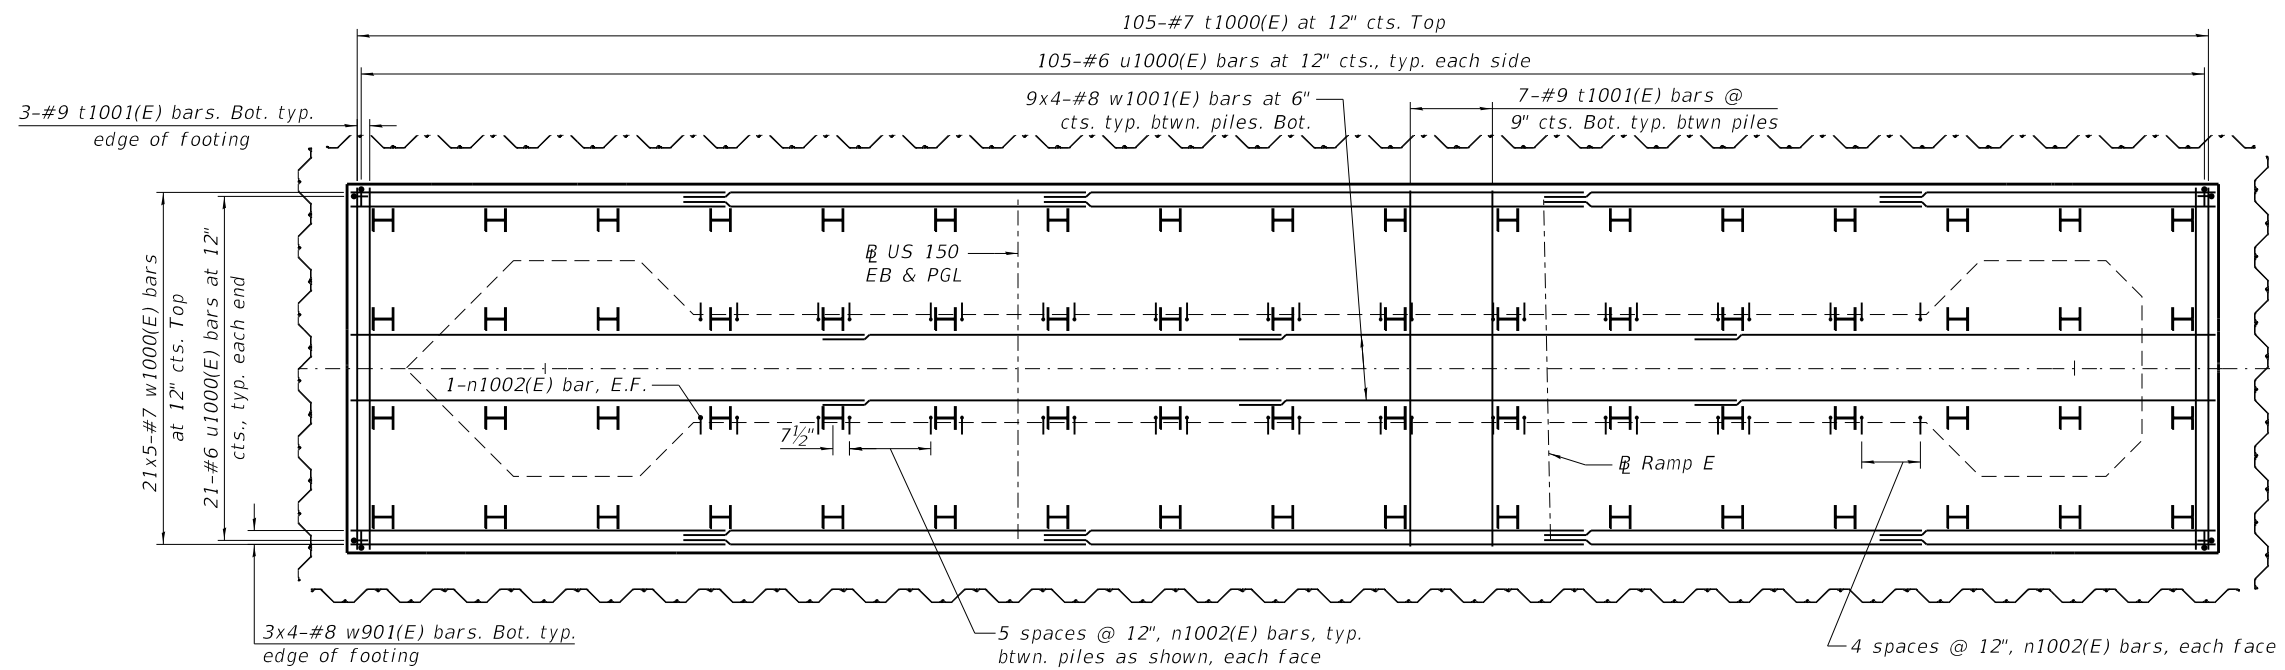 105-#7 t1000(E) at 12" cts. Top
105-#6 u1000(E) bars at 12" cts., typ. each side
3-#9 t1001(E) bars. Bot. typ.
edge of footing
9x4-#8 w1001(E) bars at 6"
cts. typ. btwn. piles. Bot.
7-#9 t1001(E) bars @
9" cts. Bot. typ. btwn piles
21x5-#7 w1000(E) bars
at 12" cts. Top
21-#6 u1000(E) bars at 12"
cts., typ. each end
℄ US 150
EB & PGL
1-n1002(E) bar, E.F.
7½"
℄ Ramp E
3x4-#8 w901(E) bars. Bot. typ.
edge of footing
5 spaces @ 12", n1002(E) bars, typ.
btwn. piles as shown, each face
4 spaces @ 12", n1002(E) bars, each face